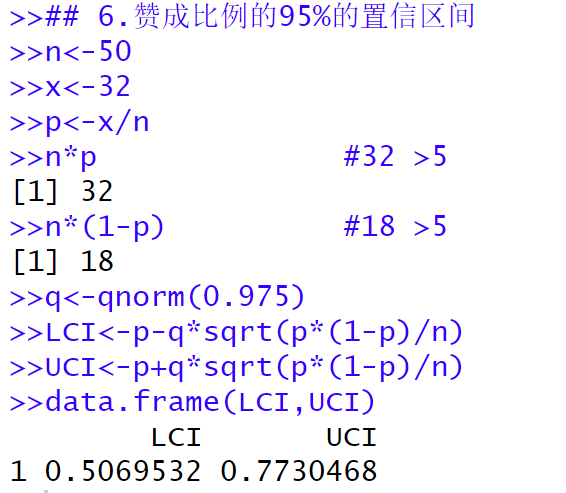 >>## 6.赞成比例的95%的置信区间
>>n<-50
>>x<-32
>>p<-x/n
>>n*p                #32 >5
[1] 32
>>n*(1-p)            #18 >5
[1] 18
>>q<-qnorm(0.975)
>>LCI<-p-q*sqrt(p*(1-p)/n)
>>UCI<-p+q*sqrt(p*(1-p)/n)
>>data.frame(LCI,UCI)
        LCI       UCI
1 0.5069532 0.7730468